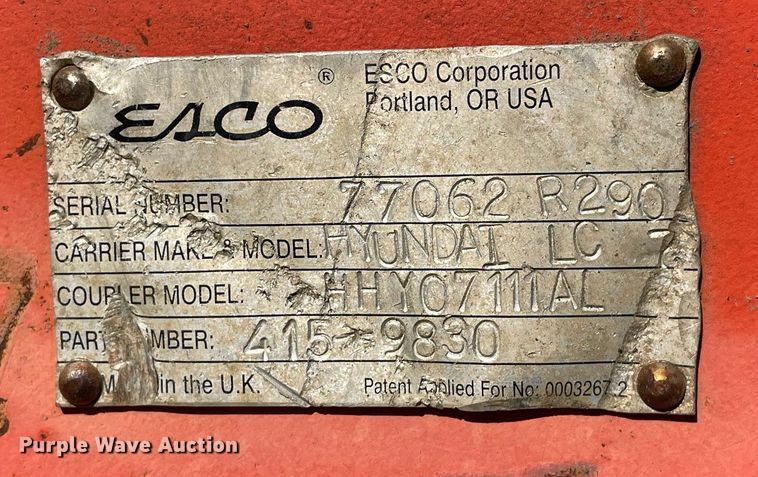 ESCO ®
ESCO Corporation
Portland, OR USA
SERIAL NUMBER: 77062 R290
CARRIER MAKE & MODEL: HYUNDAI LC 7
COUPLER MODEL: HHY07111AL
PART NUMBER: 415-9830
in the U.K.
Patent Applied For No: 0003267.2
Purple Wave Auction